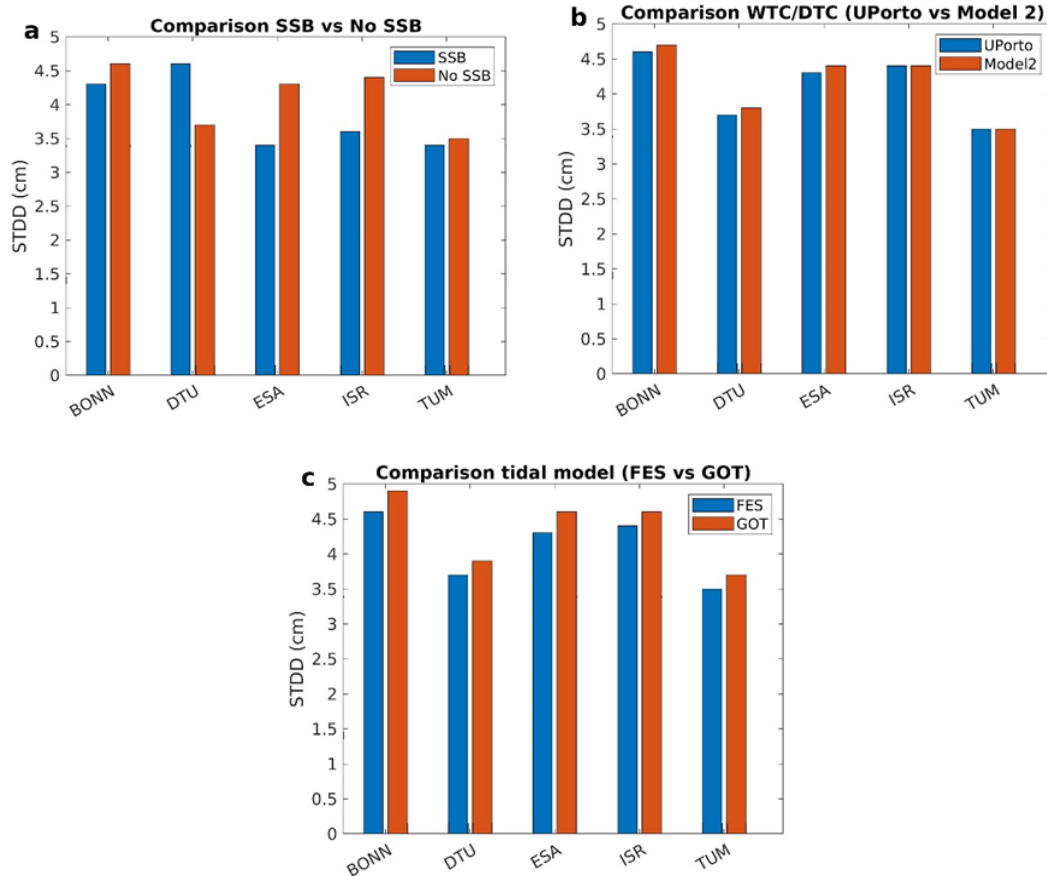 a
Comparison SSB vs No SSB
SSB
No SSB
STDD (cm)
5
4.5
4
3.5
3
2.5
2
1.5
1
0.5
0
BONN
DTU
ESA
ISR
TUM
b
Comparison WTC/DTC (UPorto vs Model 2)
UPorto
Model2
STDD (cm)
5
4.5
4
3.5
3
2.5
2
1.5
1
0.5
0
BONN
DTU
ESA
ISR
TUM
c
Comparison tidal model (FES vs GOT)
FES
GOT
STDD (cm)
5
4.5
4
3.5
3
2.5
2
1.5
1
0.5
0
BONN
DTU
ESA
ISR
TUM